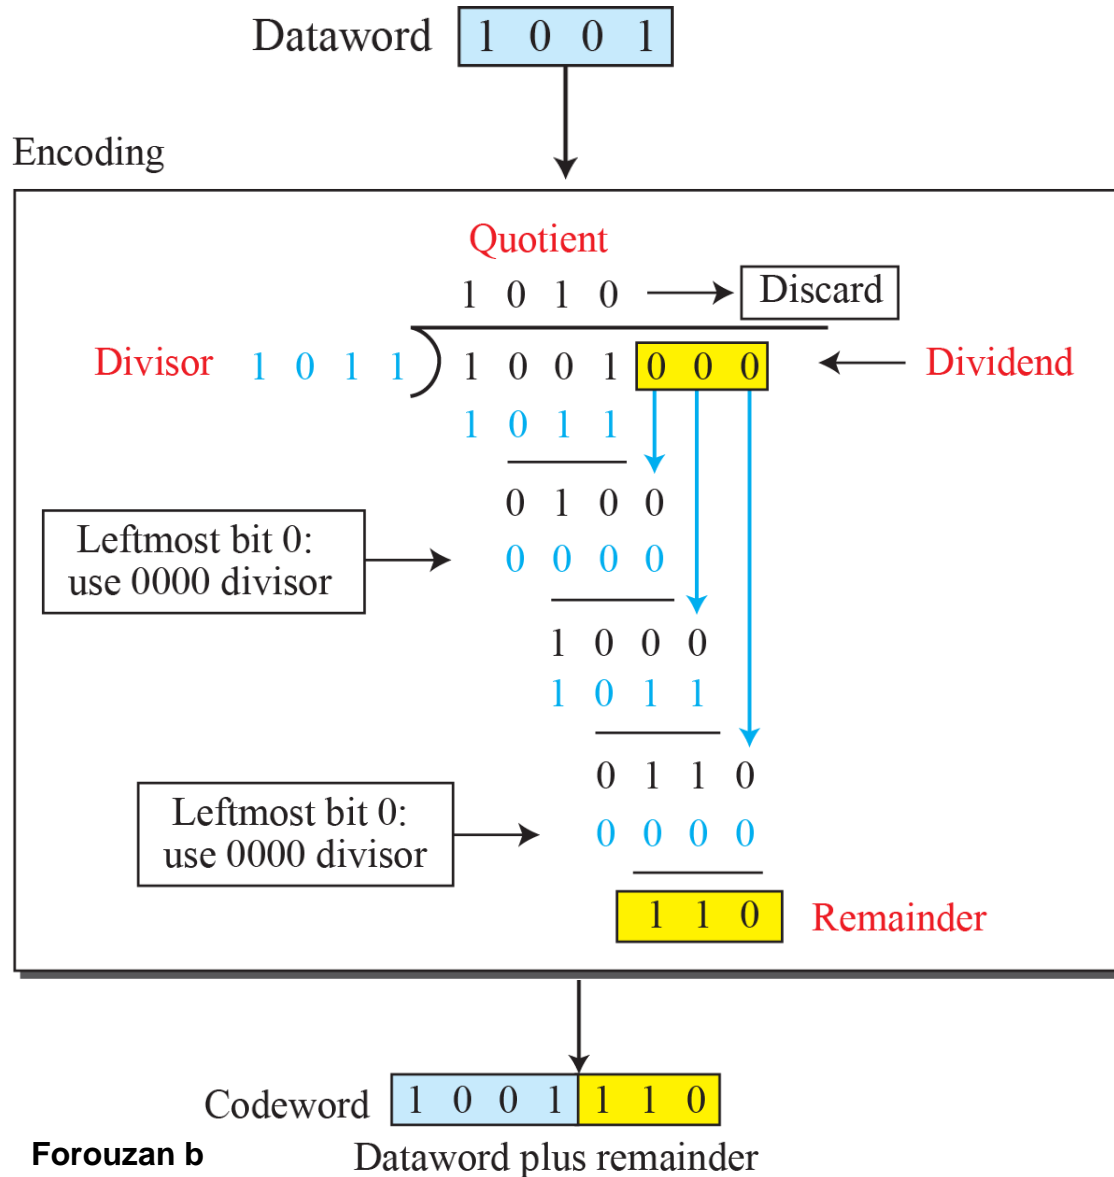 Dataword 1 0 0 1
Encoding
Quotient
1 0 1 0 Discard
Divisor 1 0 1 1 1 0 0 1 0 0 0 Dividend
1 0 1 1
0 1 0 0
Leftmost bit 0:
use 0000 divisor
0 0 0 0
1 0 0 0
1 0 1 1
0 1 1 0
Leftmost bit 0:
use 0000 divisor
0 0 0 0
1 1 0 Remainder
Codeword 1 0 0 1 1 1 0
Forouzan b Dataword plus remainder